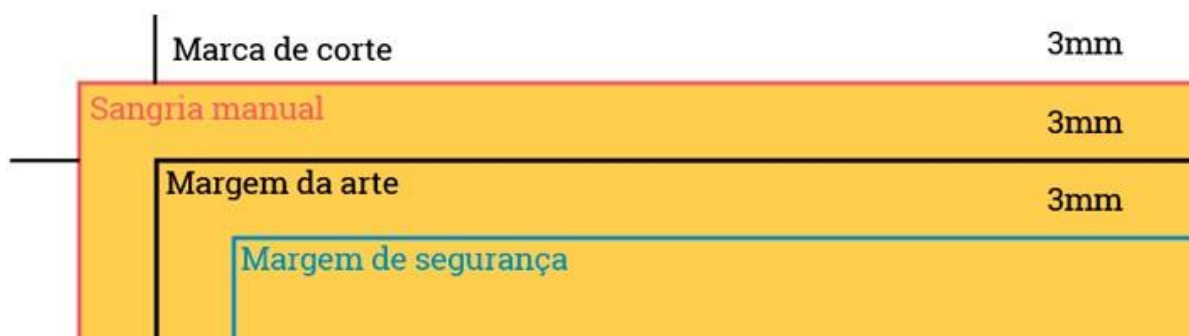 Marca de corte
3mm
Sangria manual
3mm
Margem da arte
3mm
Margem de segurança